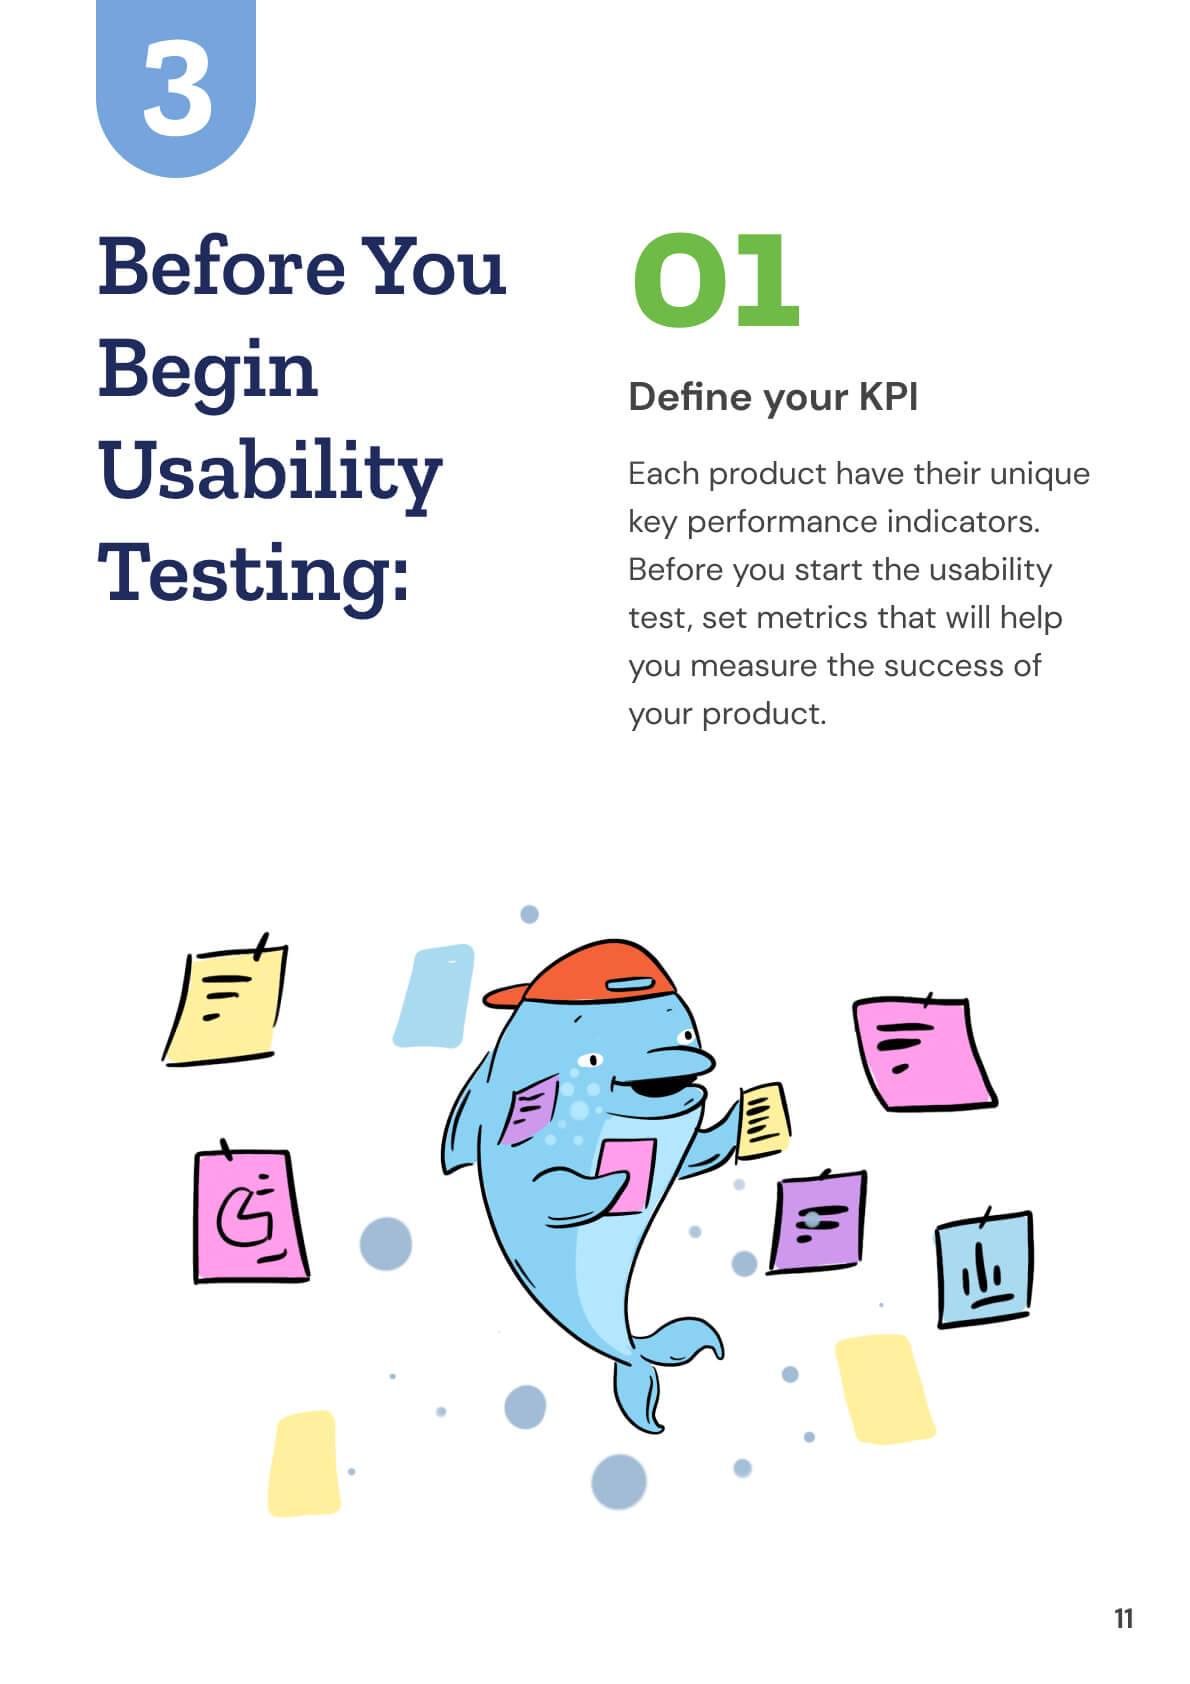 3
Before You
Begin
Usability
Testing:
01
Define your KPI
Each product have their unique
key performance indicators.
Before you start the usability
test, set metrics that will help
you measure the success of
your product.
11